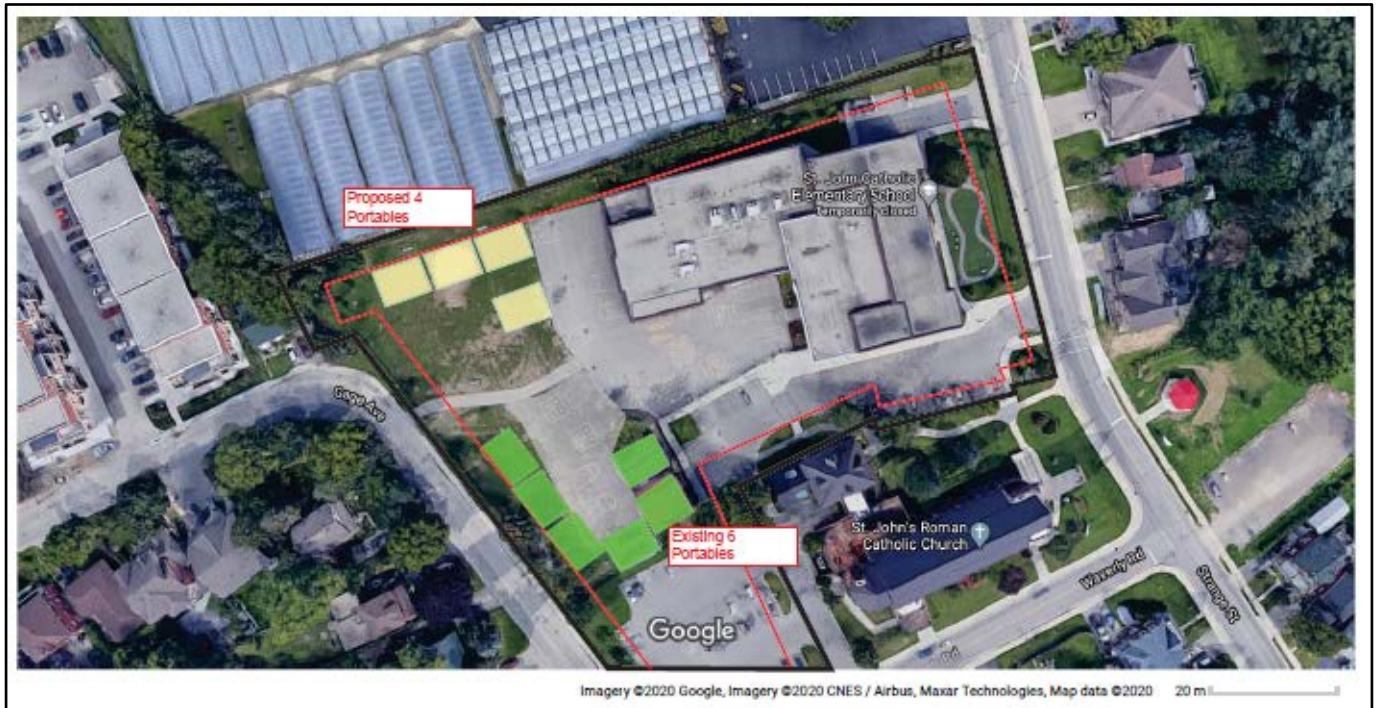 Proposed 4
Portables
St. John Catholic
Elementary School
Temporarily closed
Gage Ave
Existing 6
Portables
St. John's Roman
Catholic Church
Waverly Rd
Strange St
Rd
Google
Imagery ©2020 Google, Imagery ©2020 CNES / Airbus, Maxar Technologies, Map data ©2020 20 m